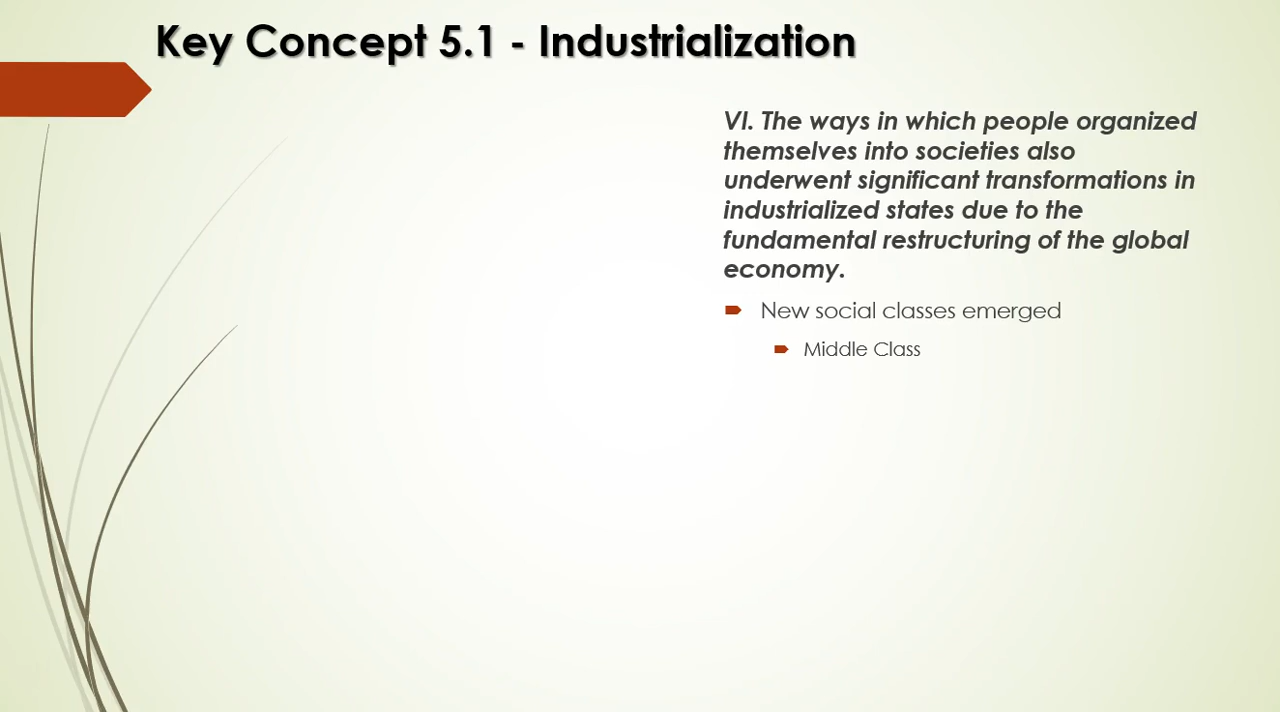 Key Concept 5.1 - Industrialization
VI. The ways in which people organized
themselves into societies also
underwent significant transformations in
industrialized states due to the
fundamental restructuring of the global
economy.
New social classes emerged
Middle Class